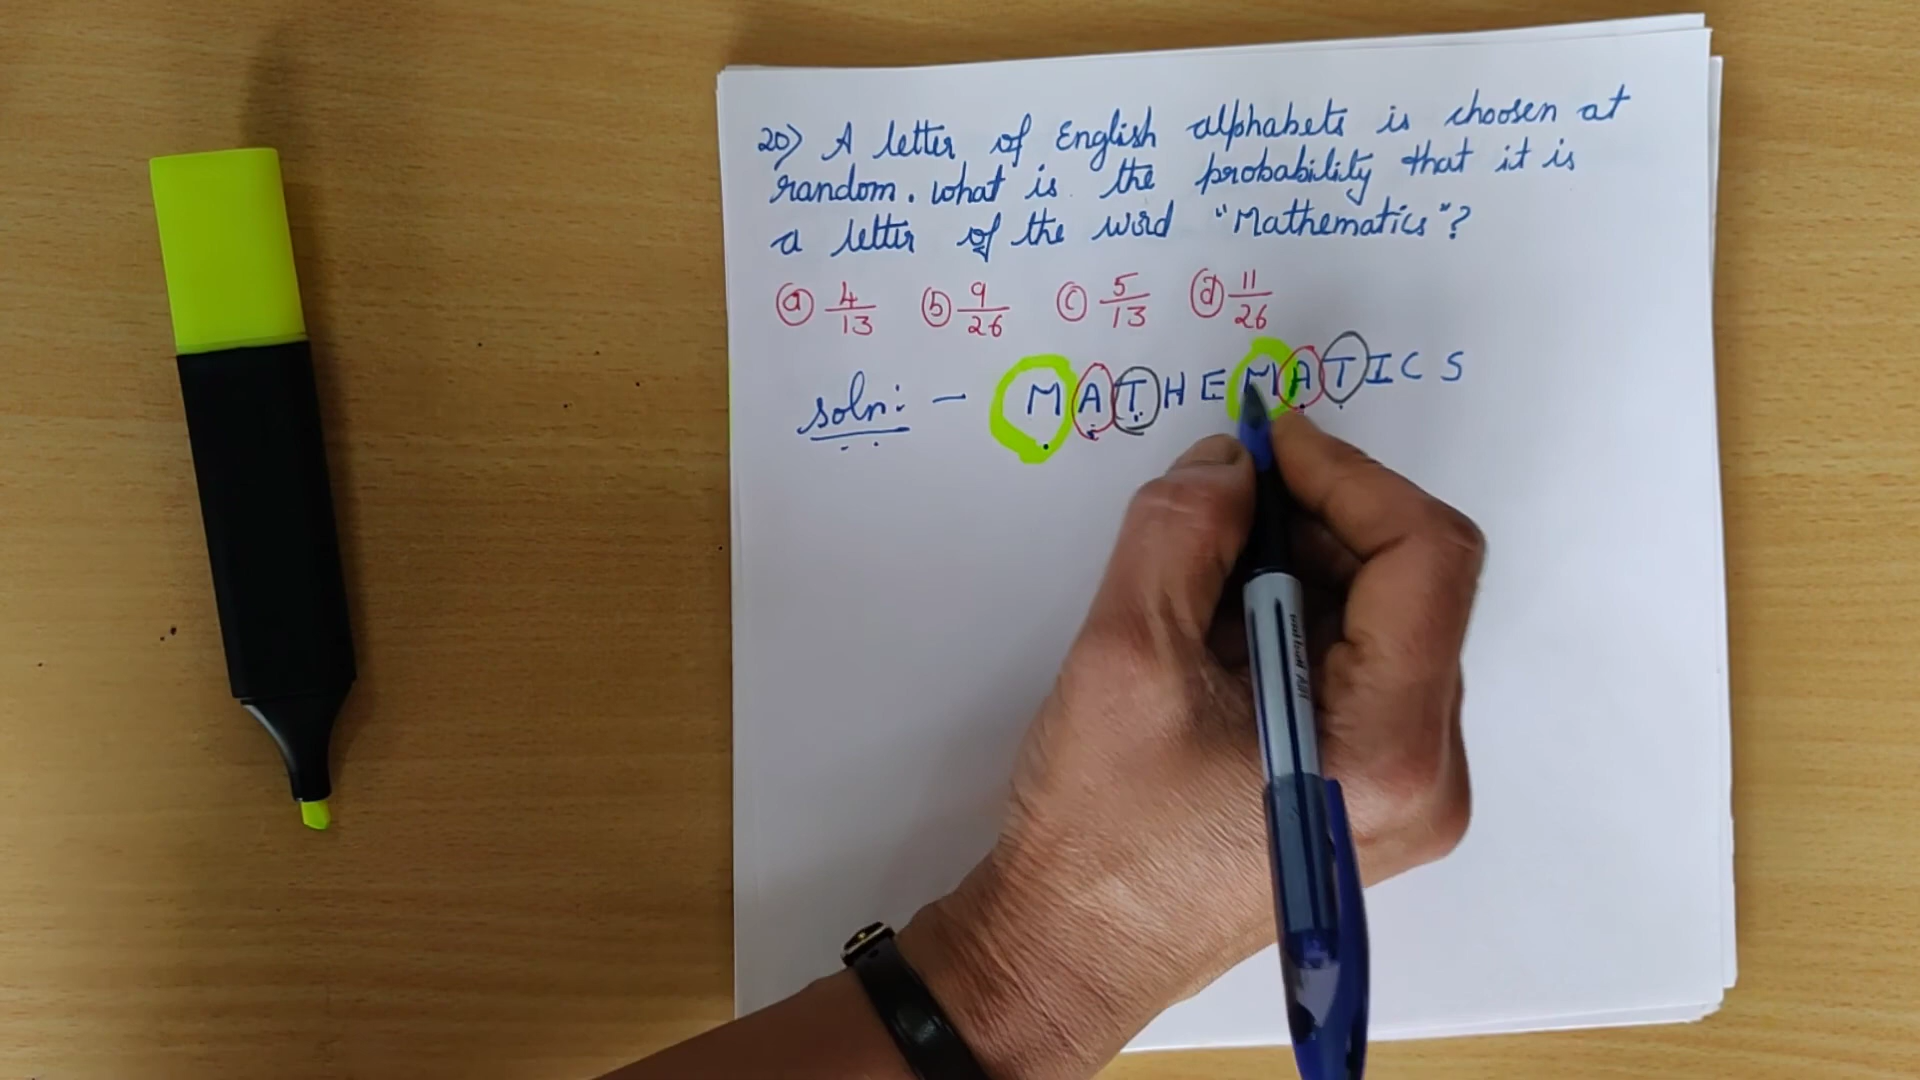 20) A letter of English alphabets is choosen at
random. what is the probability that it is
a letter of the word "Mathematics"?
(a) 4/13 (b) 9/26 (c) 5/13 (d) 11/26
soln: - MATHEMATICS